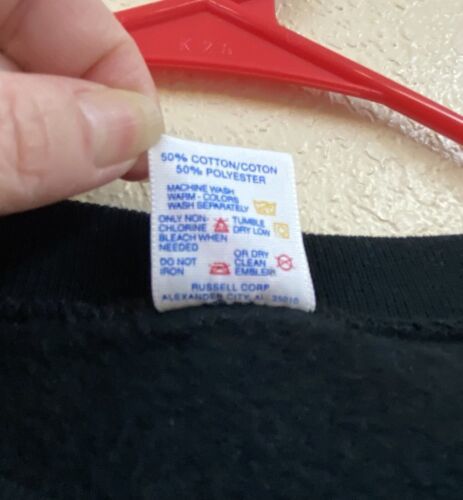 50% COTTON/COTON
50% POLYESTER
MACHINE WASH
WARM - COLORS
WASH SEPARATELY
ONLY NON-
CHLORINE
BLEACH WHEN
NEEDED
TUMBLE
DRY LOW
DO NOT
IRON
OR DRY
CLEAN
EMBLEM
RUSSELL CORP
ALEXANDER CITY, AL 35010